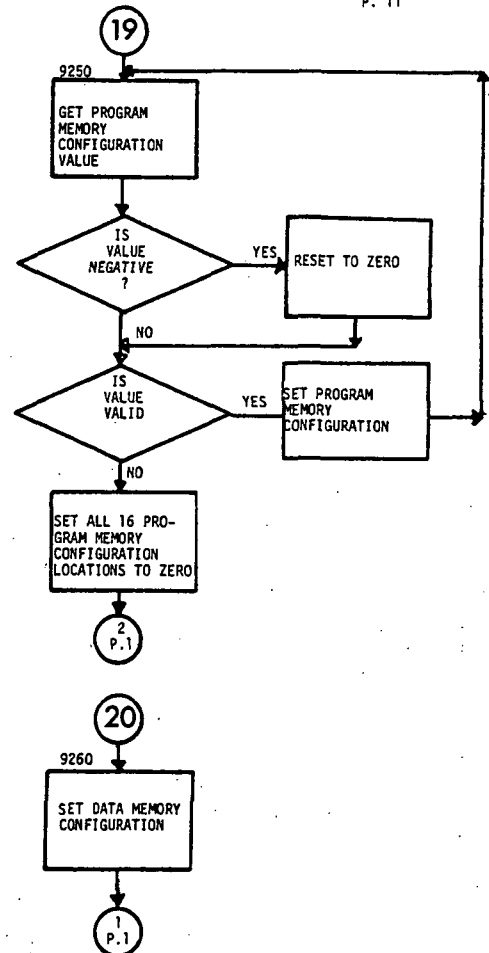 P. 11
19
9250
GET PROGRAM
MEMORY
CONFIGURATION
VALUE
IS
VALUE
NEGATIVE
?
YES
RESET TO ZERO
NO
IS
VALUE
VALID
YES
SET PROGRAM
MEMORY
CONFIGURATION
NO
SET ALL 16 PRO-
GRAM MEMORY
CONFIGURATION
LOCATIONS TO ZERO
2
P.1
20
9260
SET DATA MEMORY
CONFIGURATION
1
P.1